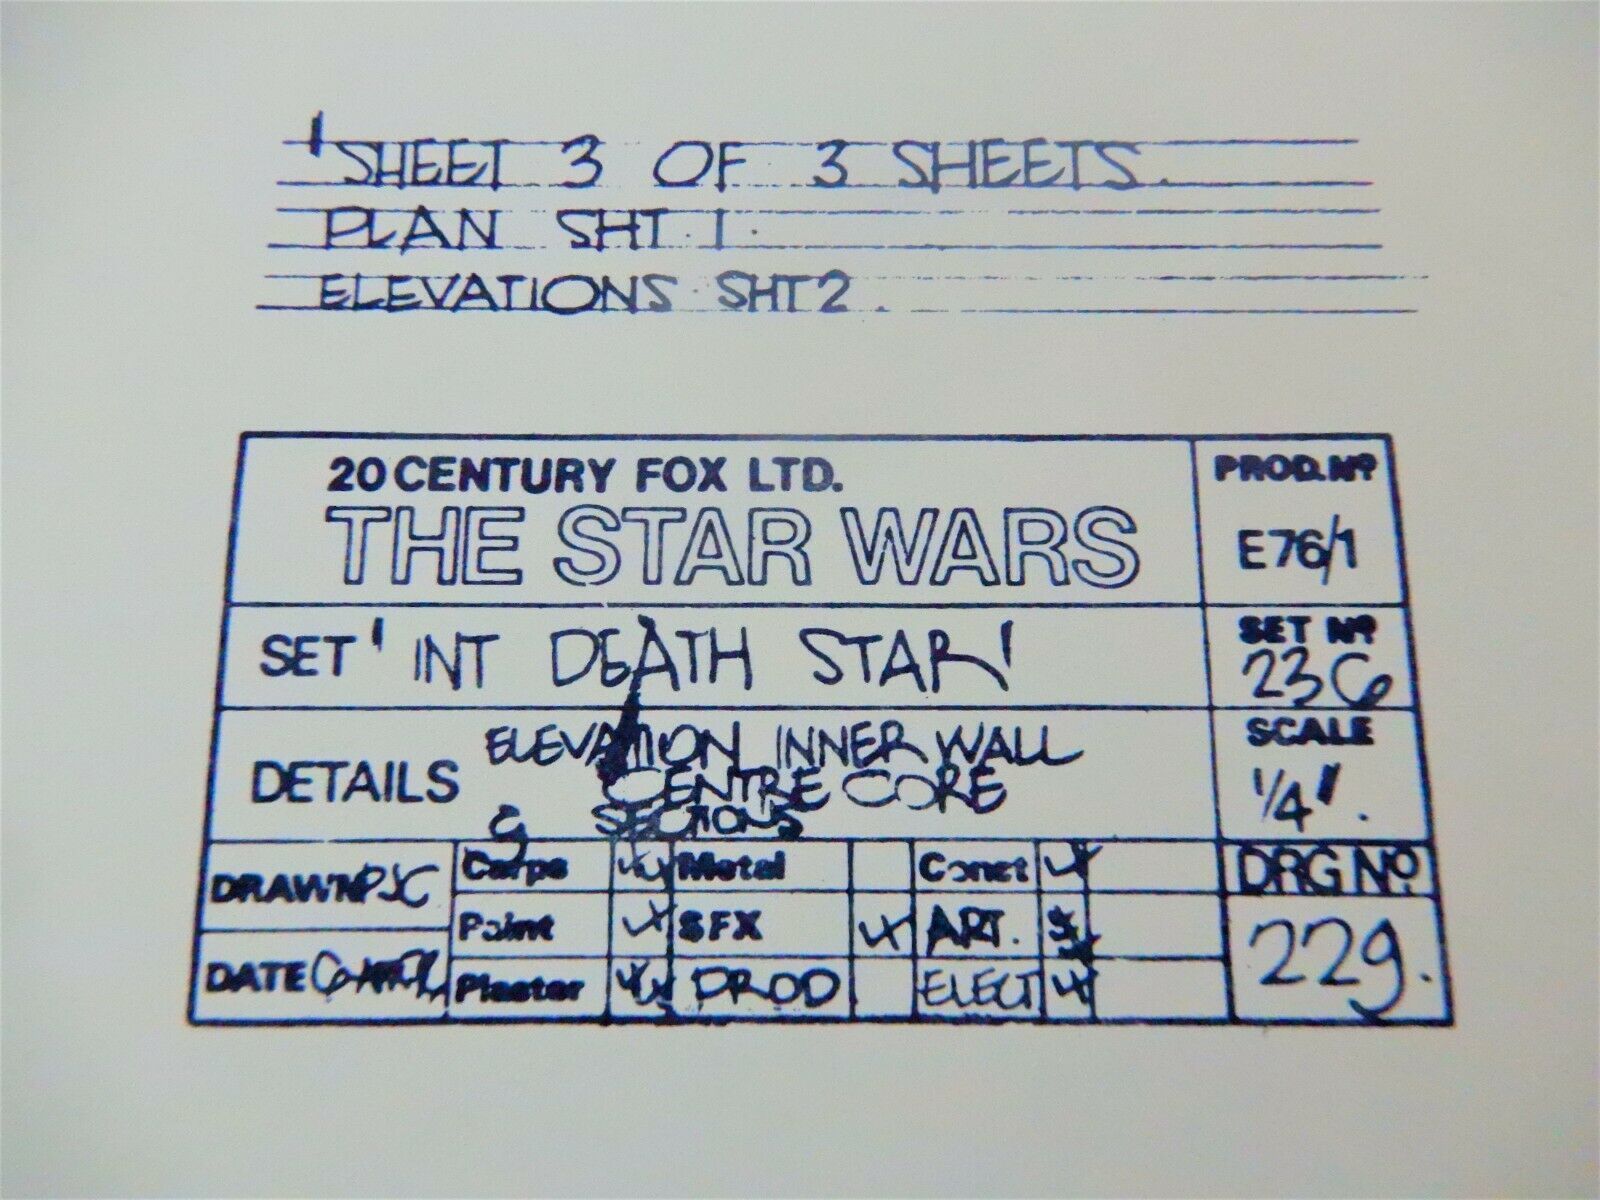 'SHEET 3 OF 3 SHEETS.
PLAN SHT. 1.
ELEVATIONS SHT 2.
20 CENTURY FOX LTD.
THE STAR WARS
PROD. Nº
E76/1
SET 'INT DEATH STAR'
SET Nº
23C
DETAILS
ELEVATION INNER WALL
CENTRE CORE
& SECTIONS
SCALE
1/4".
DRAWN
DATE
Carps
Metal
Const
Paint
SFX
ART.
Plaster
PROD
ELECT
DRG Nº
229.